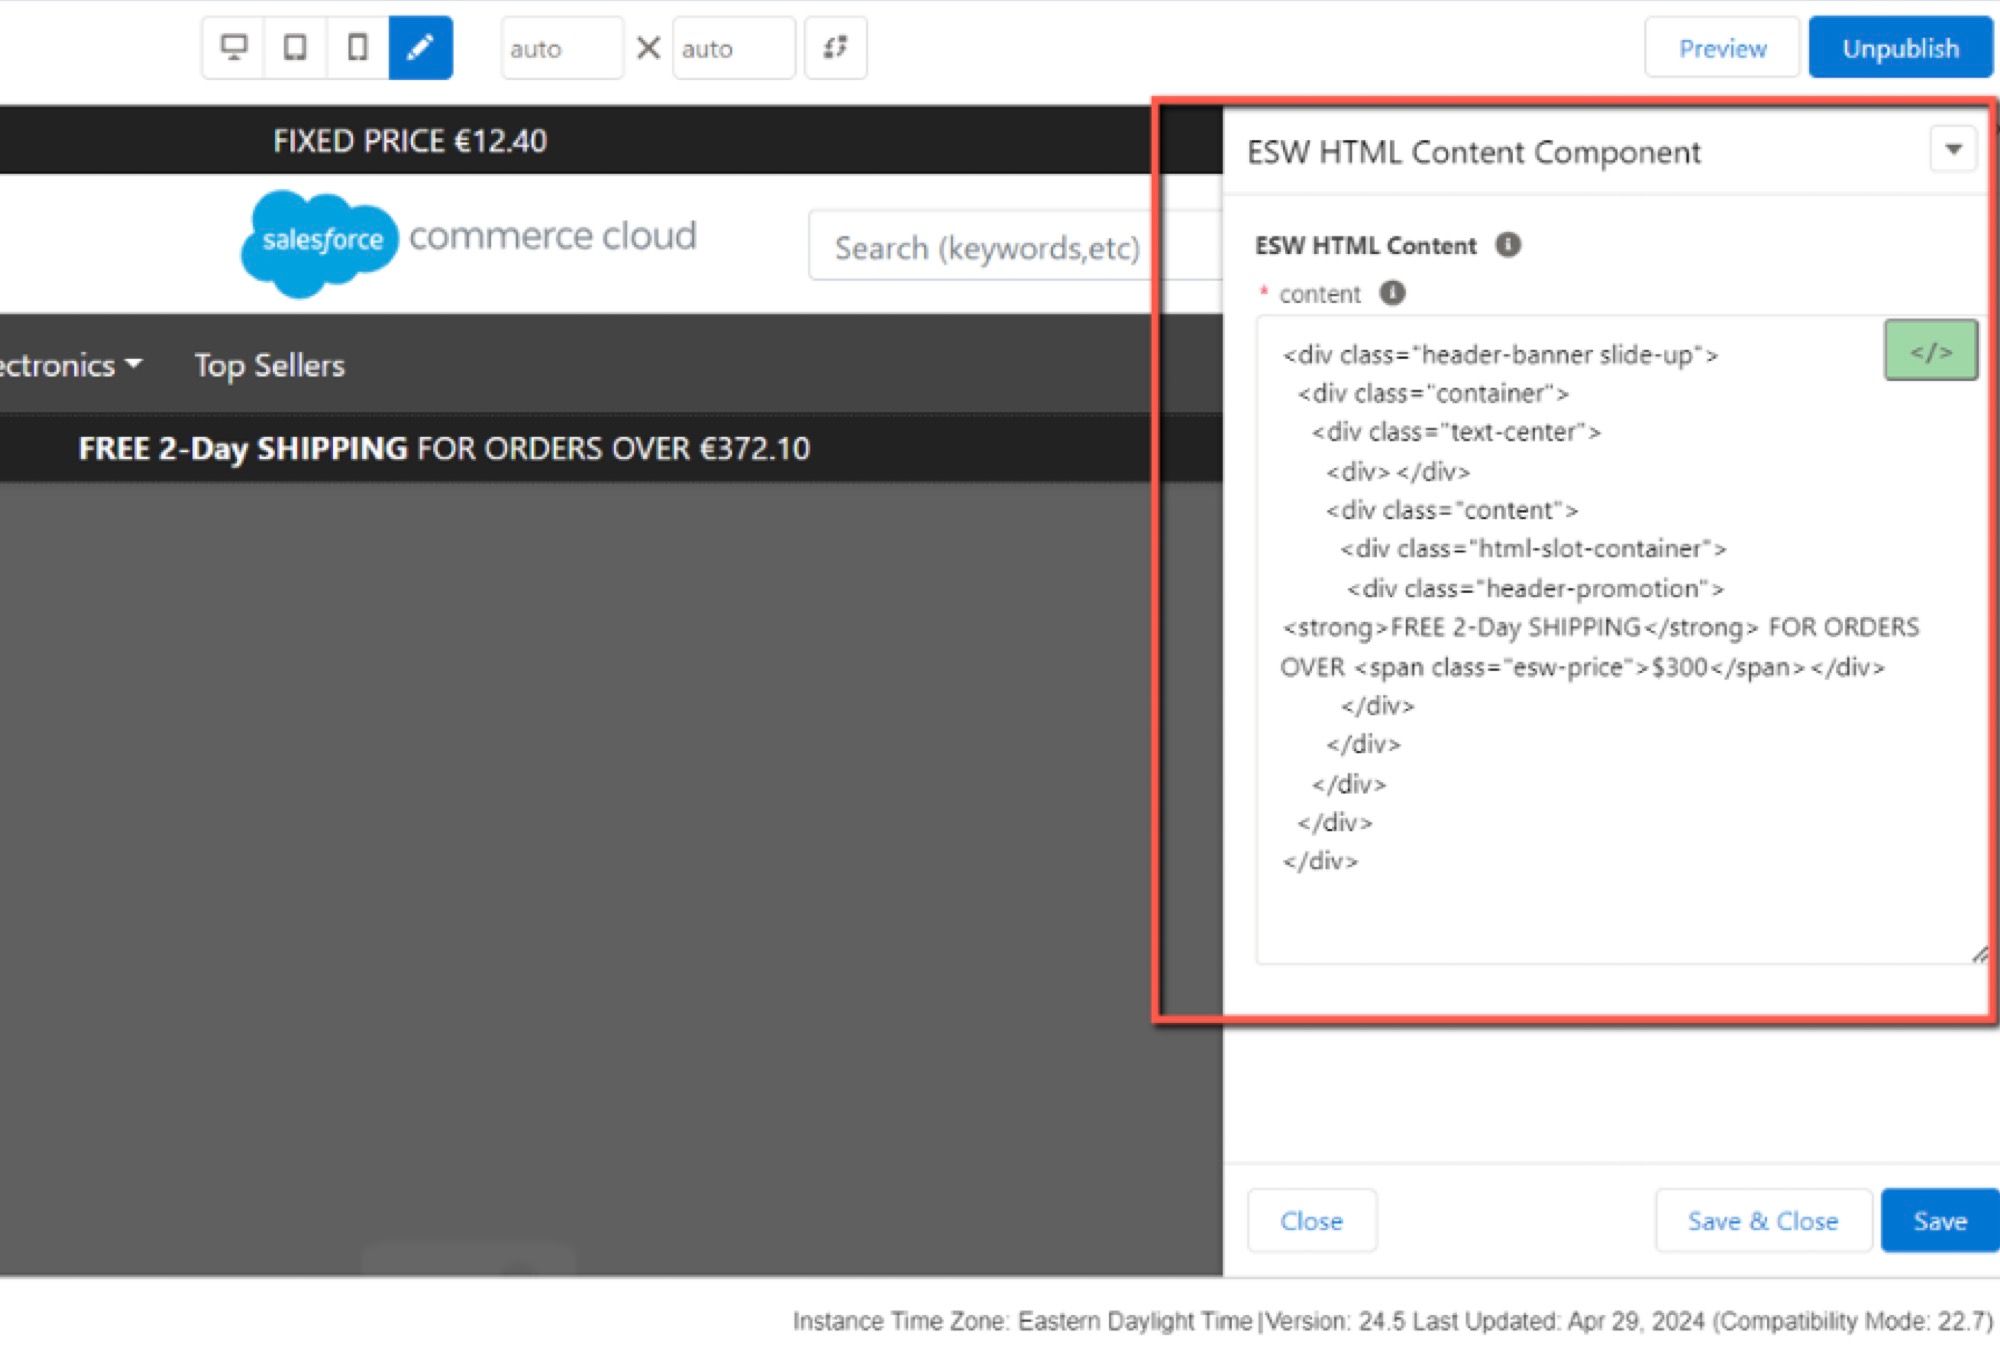 auto
auto
Preview
Unpublish
FIXED PRICE €12.40
salesforce commerce cloud
Search (keywords,etc)
ectronics
Top Sellers
FREE 2-Day SHIPPING FOR ORDERS OVER €372.10
ESW HTML Content Component
ESW HTML Content
* content
</>
<div class="header-banner slide-up">
<div class="container">
<div class="text-center">
<div> </div>
<div class="content">
<div class="html-slot-container">
<div class="header-promotion">
<strong>FREE 2-Day SHIPPING</strong> FOR ORDERS
OVER <span class="esw-price">$300</span> </div>
</div>
</div>
</div>
</div>
</div>
Close
Save & Close
Save
Instance Time Zone: Eastern Daylight Time |Version: 24.5 Last Updated: Apr 29, 2024 (Compatibility Mode: 22.7)